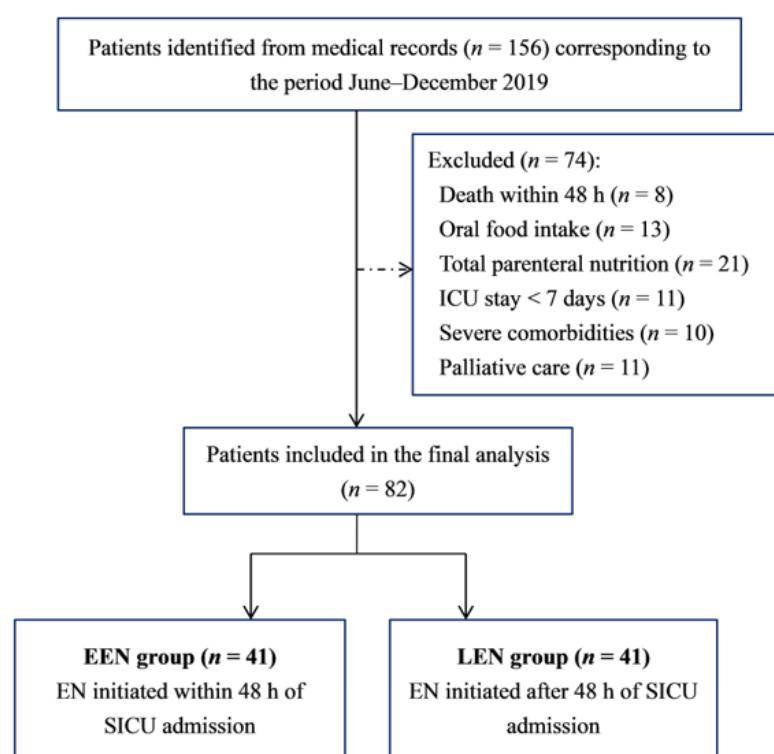 Patients identified from medical records (n = 156) corresponding to
the period June–December 2019
Excluded (n = 74):
Death within 48 h (n = 8)
Oral food intake (n = 13)
Total parenteral nutrition (n = 21)
ICU stay < 7 days (n = 11)
Severe comorbidities (n = 10)
Palliative care (n = 11)
Patients included in the final analysis
(n = 82)
EEN group (n = 41)
EN initiated within 48 h of
SICU admission
LEN group (n = 41)
EN initiated after 48 h of SICU
admission